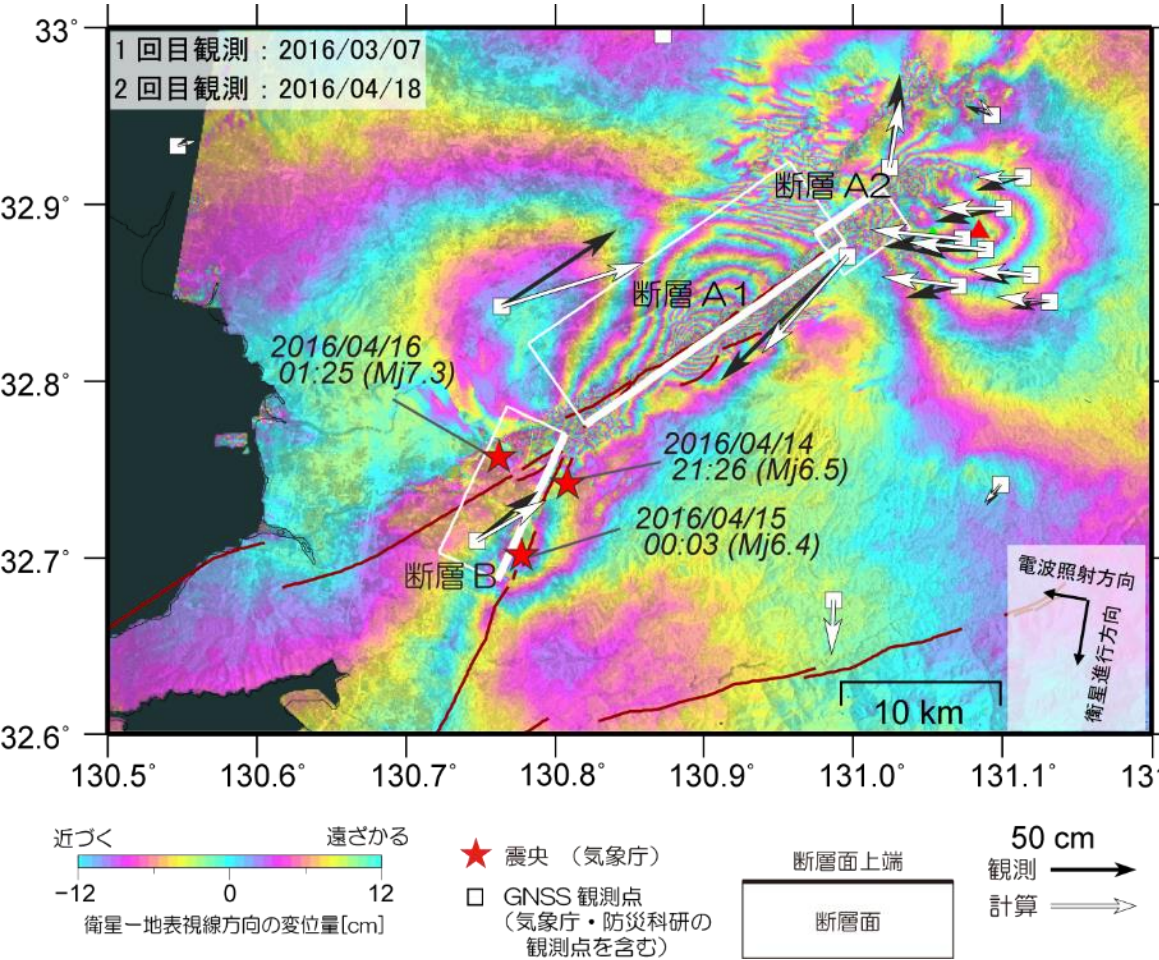 1回目観測：2016/03/07
2回目観測：2016/04/18
33°
32.9°
32.8°
32.7°
32.6°
断層A2
断層A1
2016/04/16
01:25 (Mj7.3)
2016/04/14
21:26 (Mj6.5)
2016/04/15
00:03 (Mj6.4)
断層B
電波照射方向
衛星進行方向
10 km
130.5°
130.6°
130.7°
130.8°
130.9°
131.0°
131.1°
近づく
遠ざかる
−12
0
12
衛星ー地表視線方向の変位量[cm]
震央 （気象庁）
GNSS 観測点
（気象庁・防災科研の
観測点を含む）
断層面上端
断層面
50 cm
観測
計算